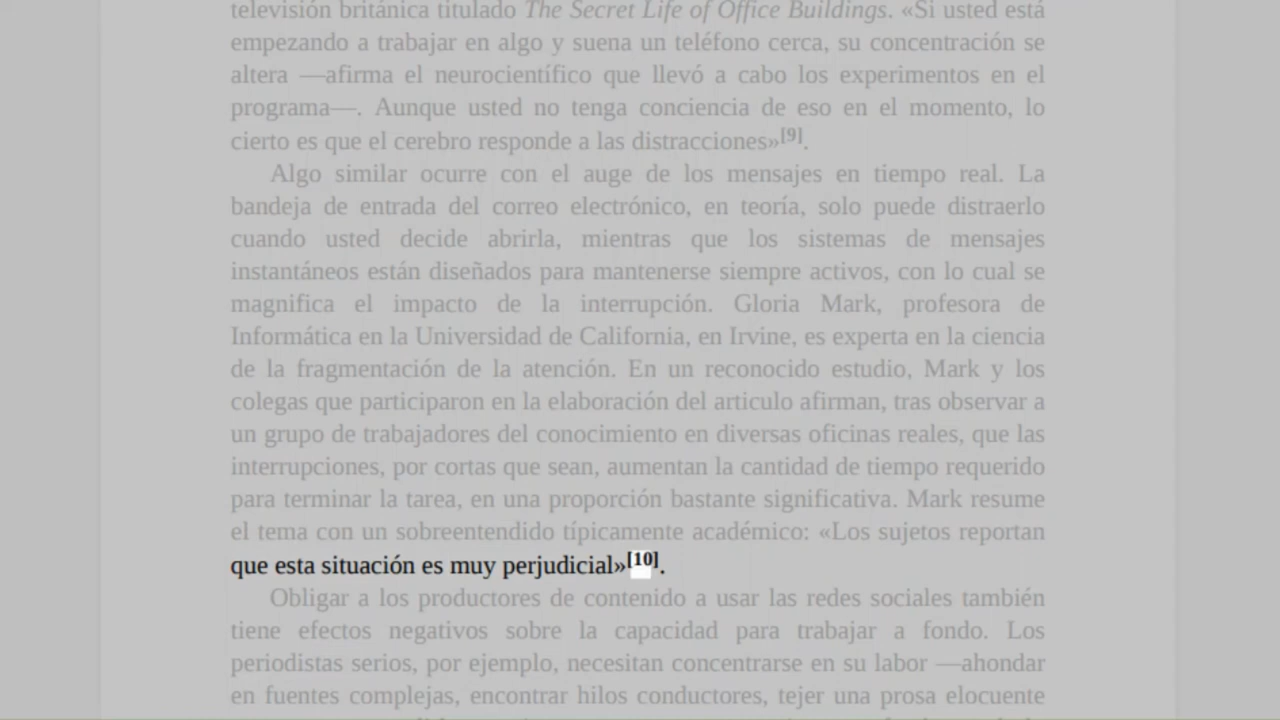 televisión británica titulado The Secret Life of Office Buildings. «Si usted está
empezando a trabajar en algo y suena un teléfono cerca, su concentración se
altera —afirma el neurocientífico que llevó a cabo los experimentos en el
programa—. Aunque usted no tenga conciencia de eso en el momento, lo
cierto es que el cerebro responde a las distracciones»[9].
Algo similar ocurre con el auge de los mensajes en tiempo real. La
bandeja de entrada del correo electrónico, en teoría, solo puede distraerlo
cuando usted decide abrirla, mientras que los sistemas de mensajes
instantáneos están diseñados para mantenerse siempre activos, con lo cual se
magnifica el impacto de la interrupción. Gloria Mark, profesora de
Informática en la Universidad de California, en Irvine, es experta en la ciencia
de la fragmentación de la atención. En un reconocido estudio, Mark y los
colegas que participaron en la elaboración del articulo afirman, tras observar a
un grupo de trabajadores del conocimiento en diversas oficinas reales, que las
interrupciones, por cortas que sean, aumentan la cantidad de tiempo requerido
para terminar la tarea, en una proporción bastante significativa. Mark resume
el tema con un sobreentendido típicamente académico: «Los sujetos reportan
que esta situación es muy perjudicial»[10].
Obligar a los productores de contenido a usar las redes sociales también
tiene efectos negativos sobre la capacidad para trabajar a fondo. Los
periodistas serios, por ejemplo, necesitan concentrarse en su labor —ahondar
en fuentes complejas, encontrar hilos conductores, tejer una prosa elocuente